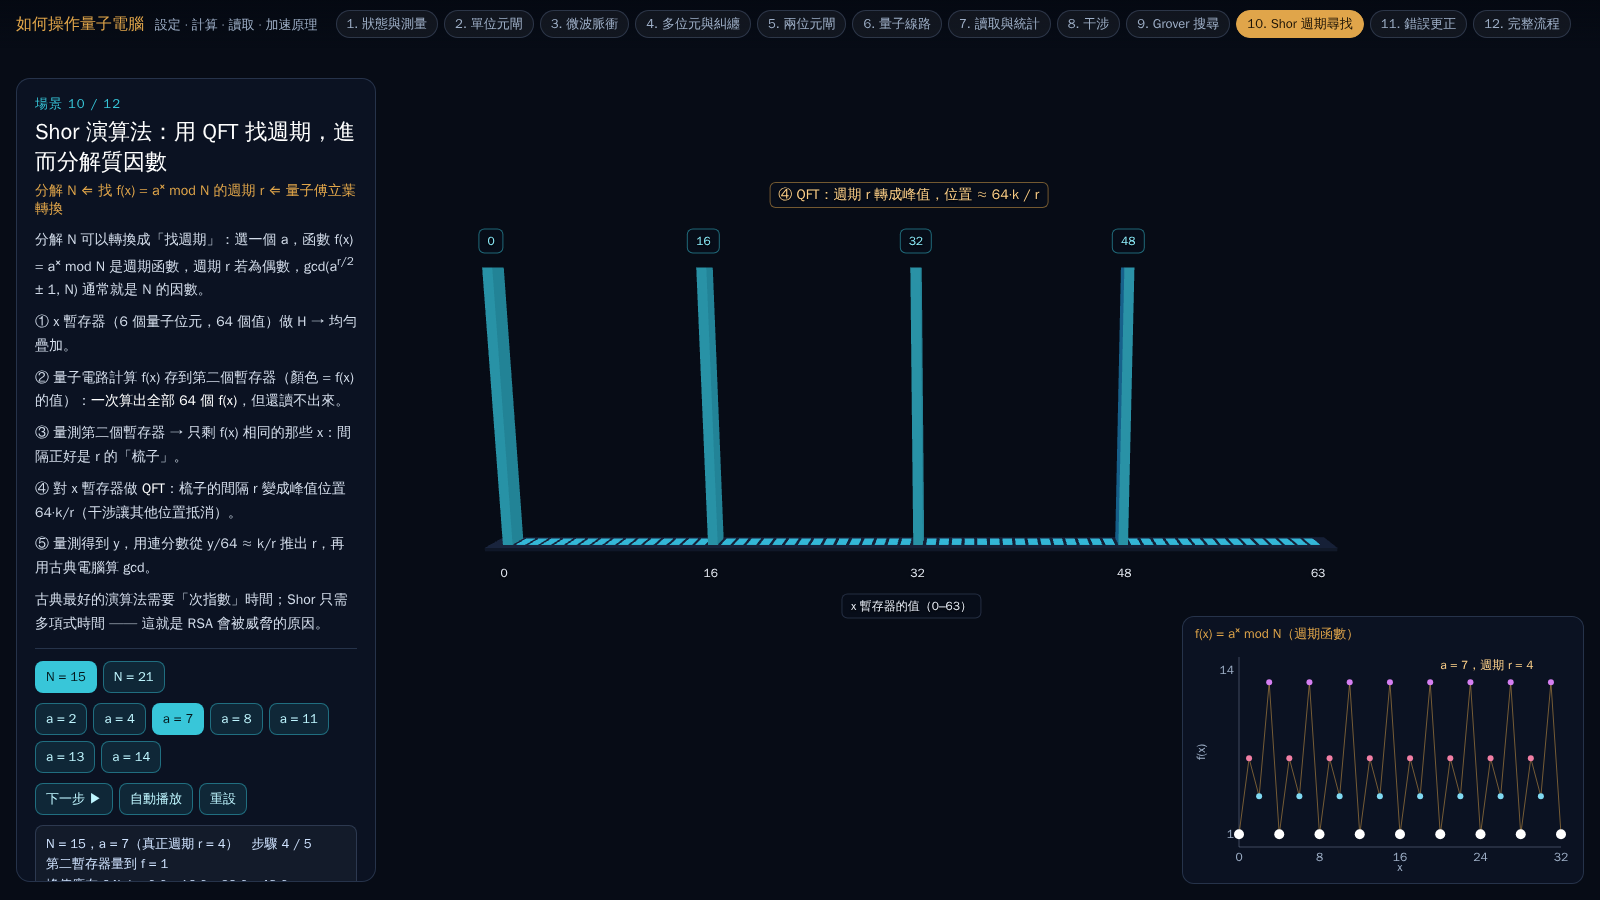 如何操作量子電腦 設定 · 計算 · 讀取 · 加速原理
1. 狀態與測量
2. 單位元閘
3. 微波脈衝
4. 多位元與糾纏
5. 兩位元閘
6. 量子線路
7. 讀取與統計
8. 干涉
9. Grover 搜尋
10. Shor 週期尋找
11. 錯誤更正
12. 完整流程
場景 10 / 12
Shor 演算法：用 QFT 找週期，進
而分解質因數
分解 N ⇐ 找 f(x) = aˣ mod N 的週期 r ⇐ 量子傅立葉
轉換
分解 N 可以轉換成「找週期」：選一個 a，函數 f(x)
= aˣ mod N 是週期函數，週期 r 若為偶數，gcd(a^{r/2}
± 1, N) 通常就是 N 的因數。
① x 暫存器（6 個量子位元，64 個值）做 H → 均勻
疊加。
② 量子電路計算 f(x) 存到第二個暫存器（顏色 = f(x)
的值）：一次算出全部 64 個 f(x)，但還讀不出來。
③ 量測第二個暫存器 → 只剩 f(x) 相同的那些 x：間
隔正好是 r 的「梳子」。
④ 對 x 暫存器做 QFT：梳子的間隔 r 變成峰值位置
64·k/r（干涉讓其他位置抵消）。
⑤ 量測得到 y，用連分數從 y/64 ≈ k/r 推出 r，再
用古典電腦算 gcd。
古典最好的演算法需要「次指數」時間；Shor 只需
多項式時間 —— 這就是 RSA 會被威脅的原因。
N = 15
N = 21
a = 2
a = 4
a = 7
a = 8
a = 11
a = 13
a = 14
下一步 ▶
自動播放
重設
N = 15，a = 7（真正週期 r = 4） 步驟 4 / 5
第二暫存器量到 f = 1
④ QFT：週期 r 轉成峰值，位置 ≈ 64·k / r
0
16
32
48
0
16
32
48
63
x 暫存器的值（0–63）
f(x) = aˣ mod N（週期函數）
a = 7，週期 r = 4
14
f(x)
1
0
8
16
24
32
x